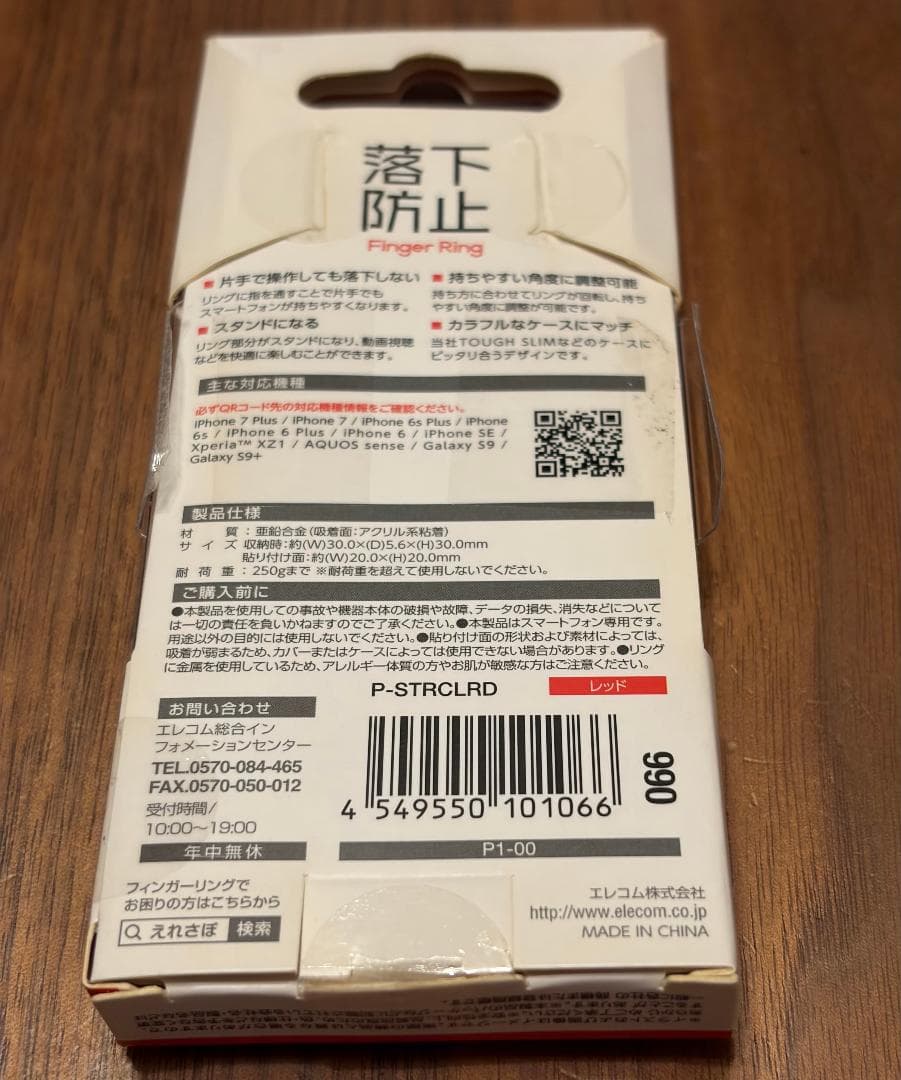 落下
防止
Finger Ring
■ 片手で操作しても落下しない
リングに指を通すことで片手でも
スマートフォンが持ちやすくなります。
■ スタンドになる
リング部分がスタンドになり、動画視聴
などを快適に楽しむことができます。
■ 持ちやすい角度に調整可能
持ち方に合わせてリングが回転し、持ち
やすい角度に調整が可能です。
■ カラフルなケースにマッチ
当社TOUGH SLIMなどのケースに
ピッタリ合うデザインです。
主な対応機種
必ずQRコード先の対応機種情報をご確認ください。
iPhone 7 Plus / iPhone 7 / iPhone 6s Plus / iPhone
6s / iPhone 6 Plus / iPhone 6 / iPhone SE /
Xperia™ XZ1 / AQUOS sense / Galaxy S9 /
Galaxy S9+
製品仕様
材 質：亜鉛合金(吸着面：アクリル系粘着)
サ イ ズ 収納時：約(W)30.0×(D)5.6×(H)30.0mm
貼り付け面：約(W)20.0×(H)20.0mm
耐 荷 重：250gまで ※耐荷重を超えて使用しないでください。
ご購入前に
●本製品を使用しての事故や機器本体の破損や故障、データの損失、消失などについて
は一切の責任を負いかねますのでご了承ください。●本製品はスマートフォン専用です。
用途以外の目的には使用しないでください。●貼り付け面の形状および素材によっては、
吸着が弱まるため、カバーまたはケースによっては使用できない場合があります。●リング
に金属を使用しているため、アレルギー体質の方やお肌が敏感な方はご注意ください。
P-STRCLRD
レッド
お問い合わせ
エレコム総合イン
フォメーションセンター
TEL.0570-084-465
FAX.0570-050-012
受付時間/
10:00～19:00
年中無休
4 549550 101066
066
P1-00
フィンガーリングで
お困りの方はこちらから
えれさぽ 検索
エレコム株式会社
http://www.elecom.co.jp
MADE IN CHINA